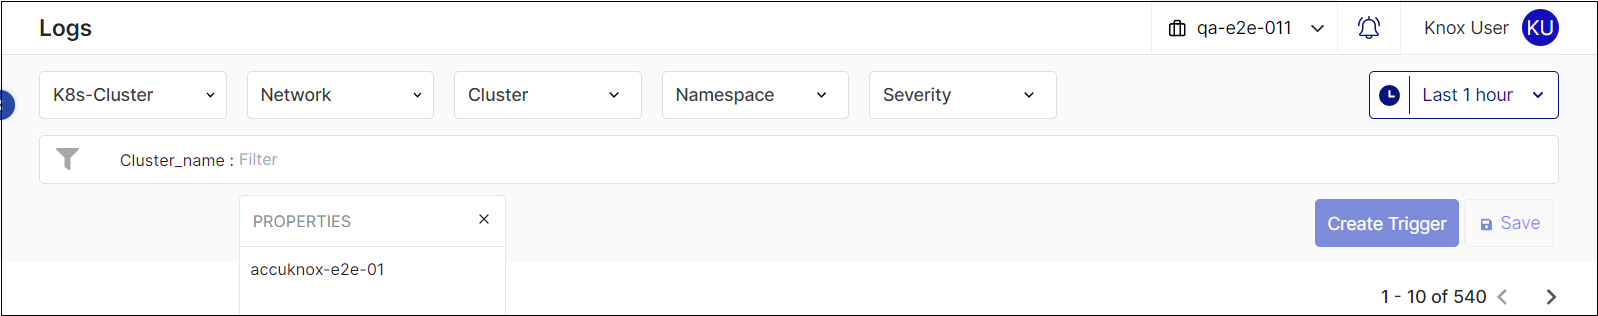 Logs
qa-e2e-011
Knox User
KU
K8s-Cluster
Network
Cluster
Namespace
Severity
Last 1 hour
Cluster_name : Filter
PROPERTIES
Create Trigger
Save
accuknox-e2e-01
1 - 10 of 540